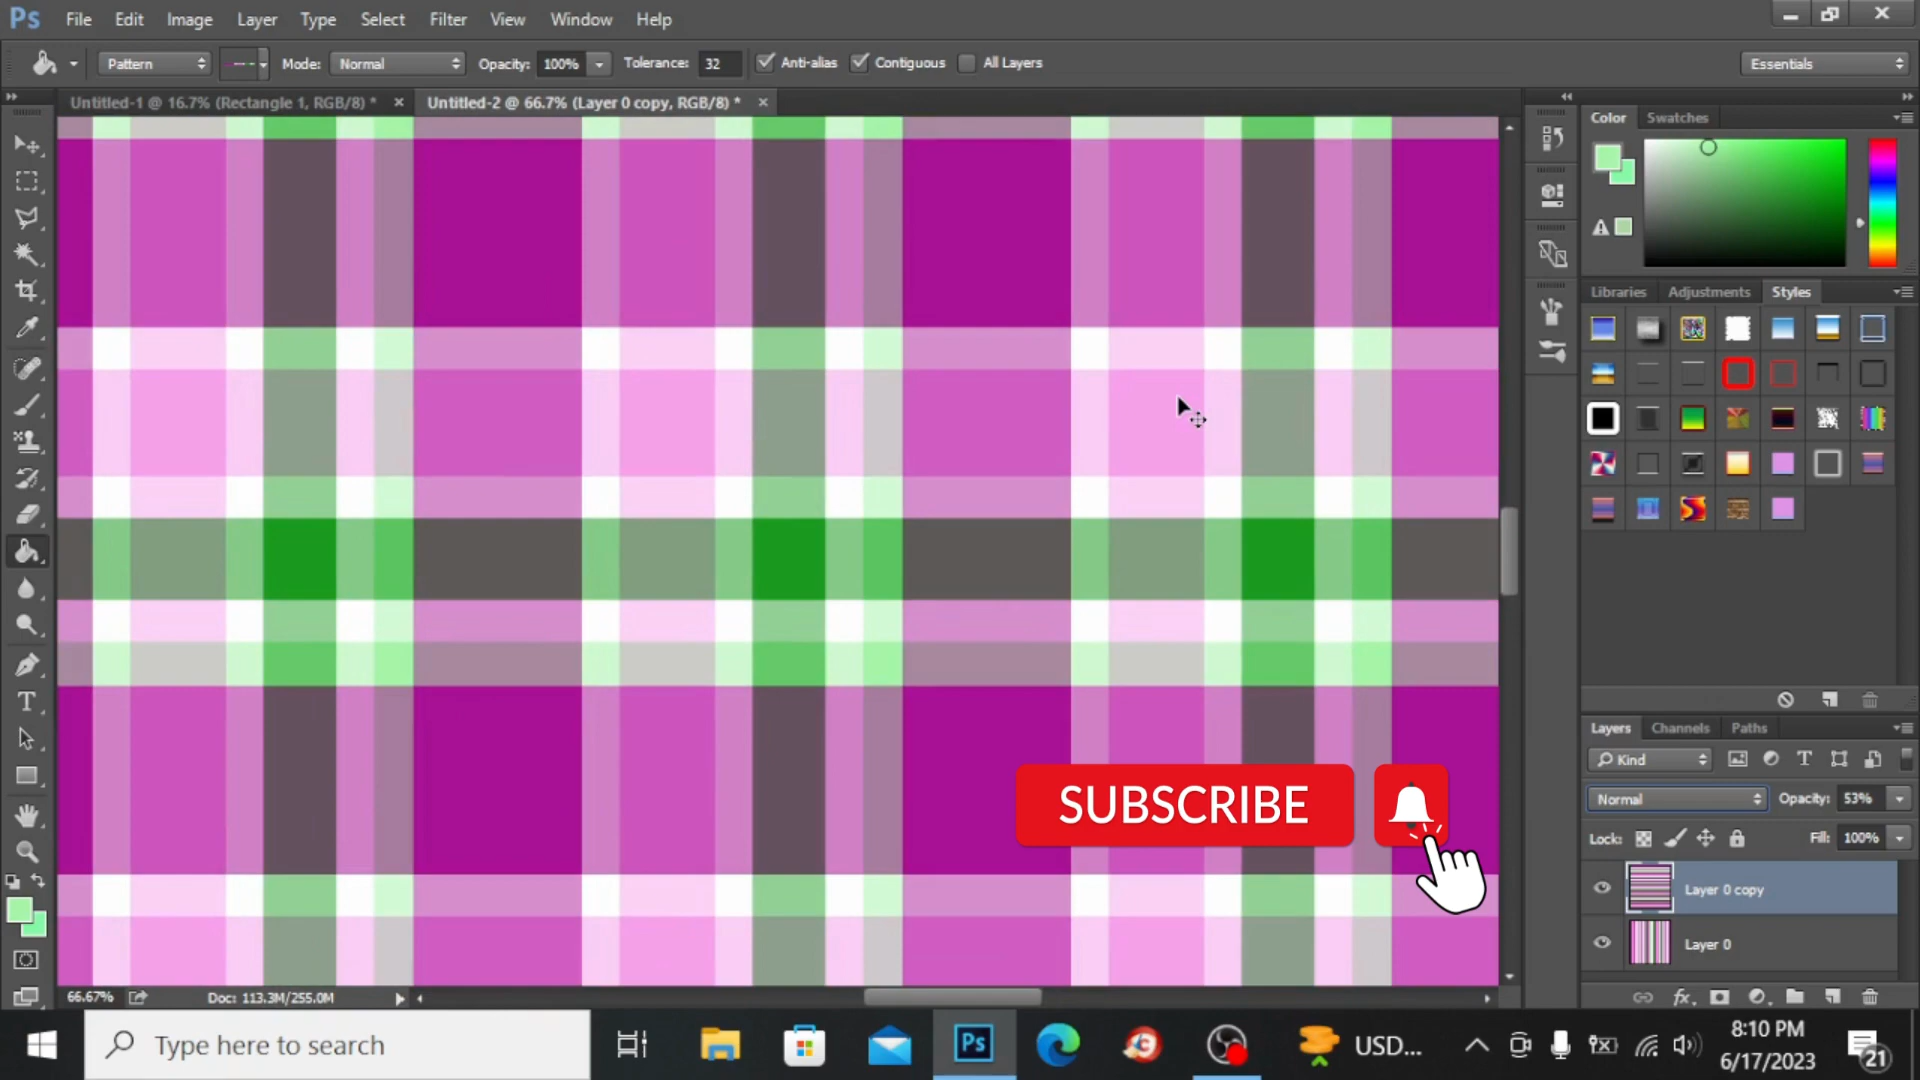 Ps File Edit Image Layer Type Select Filter View Window Help
Pattern Mode: Normal Opacity: 100% Tolerance: 32 Anti-alias Contiguous All Layers Essentials
Untitled-1 @ 16.7% (Rectangle 1, RGB/8) * × Untitled-2 @ 66.7% (Layer 0 copy, RGB/8) * ×
Color Swatches
Libraries Adjustments Styles
Layers Channels Paths
Kind
Normal Opacity: 53%
Lock: Fill: 100%
Layer 0 copy
Layer 0
fx
SUBSCRIBE
66.67% Doc: 113.3M/255.0M
Type here to search
Ps
USD...
8:10 PM
6/17/2023
21